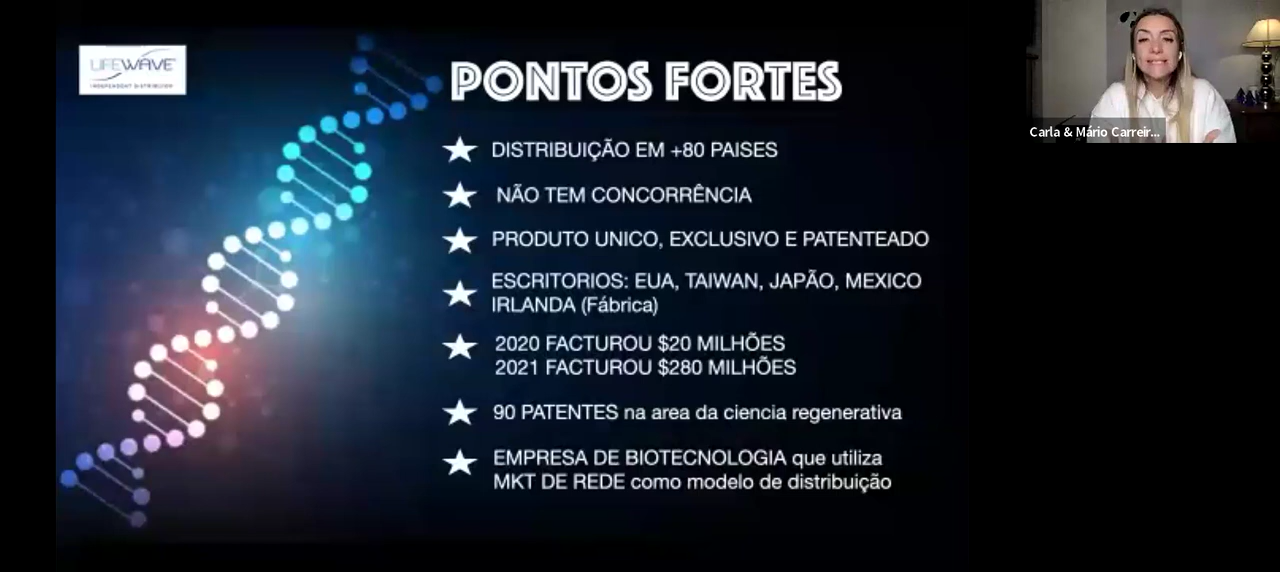 LIFEWAVE
INDEPENDENT DISTRIBUTOR
PONTOS FORTES
DISTRIBUIÇÃO EM +80 PAISES
NÃO TEM CONCORRÊNCIA
PRODUTO UNICO, EXCLUSIVO E PATENTEADO
ESCRITORIOS: EUA, TAIWAN, JAPÃO, MEXICO
IRLANDA (Fábrica)
2020 FACTUROU $20 MILHÕES
2021 FACTUROU $280 MILHÕES
90 PATENTES na area da ciencia regenerativa
EMPRESA DE BIOTECNOLOGIA que utiliza
MKT DE REDE como modelo de distribuição
Carla & Mário Carreir...